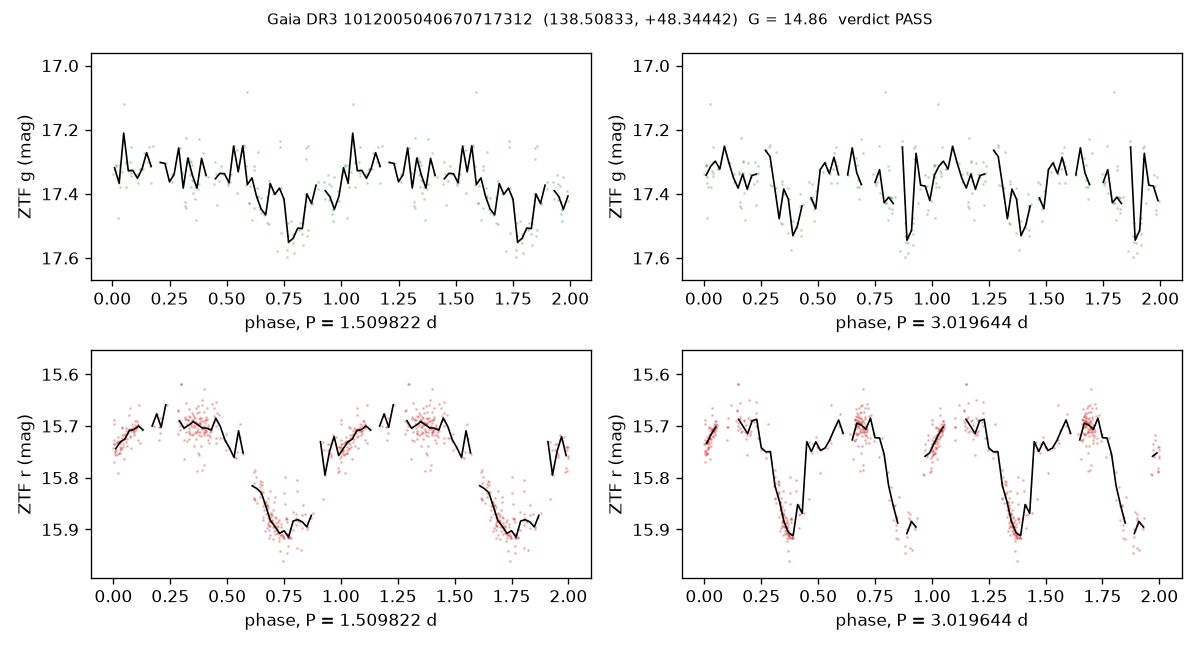 Gaia DR3 1012005040670717312  (138.50833, +48.34442)  G = 14.86  verdict PASS
17.0
17.2
17.4
17.6
ZTF g (mag)
0.00 0.25 0.50 0.75 1.00 1.25 1.50 1.75 2.00
phase, P = 1.509822 d
17.0
17.2
17.4
17.6
ZTF g (mag)
0.00 0.25 0.50 0.75 1.00 1.25 1.50 1.75 2.00
phase, P = 3.019644 d
15.6
15.7
15.8
15.9
ZTF r (mag)
0.00 0.25 0.50 0.75 1.00 1.25 1.50 1.75 2.00
phase, P = 1.509822 d
15.6
15.7
15.8
15.9
ZTF r (mag)
0.00 0.25 0.50 0.75 1.00 1.25 1.50 1.75 2.00
phase, P = 3.019644 d